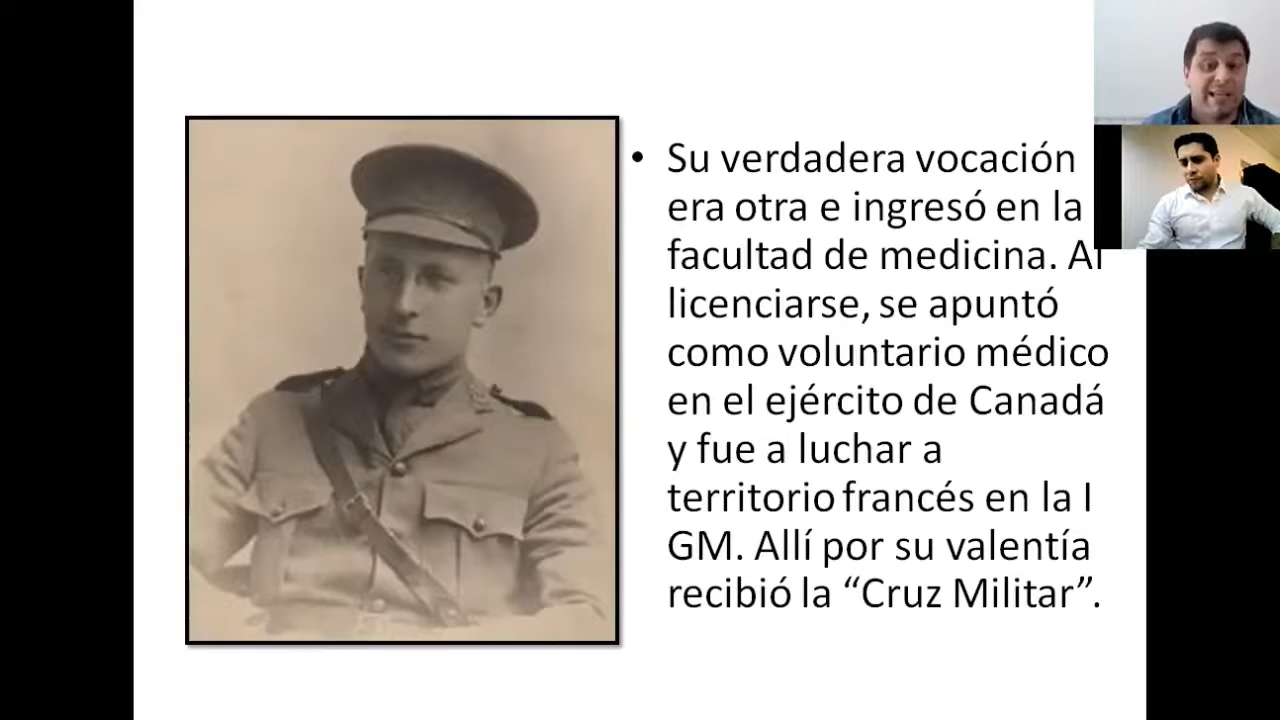 • Su verdadera vocación
era otra e ingresó en la
facultad de medicina. Al
licenciarse, se apuntó
como voluntario médico
en el ejército de Canadá
y fue a luchar a
territorio francés en la I
GM. Allí por su valentía
recibió la “Cruz Militar”.